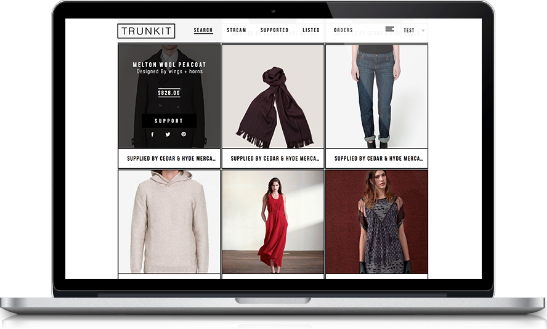 TRUNKIT SEARCH STREAM SUPPORTED LISTED ORDERS TEST
MELTON WOOL PEACOAT
Designed By wings + horns
$820.00
SUPPORT
SUPPLIED BY CEDAR & HYDE MERCA... SUPPLIED BY CEDAR & HYDE MERCA... SUPPLIED BY CEDAR & HYDE MERCA...